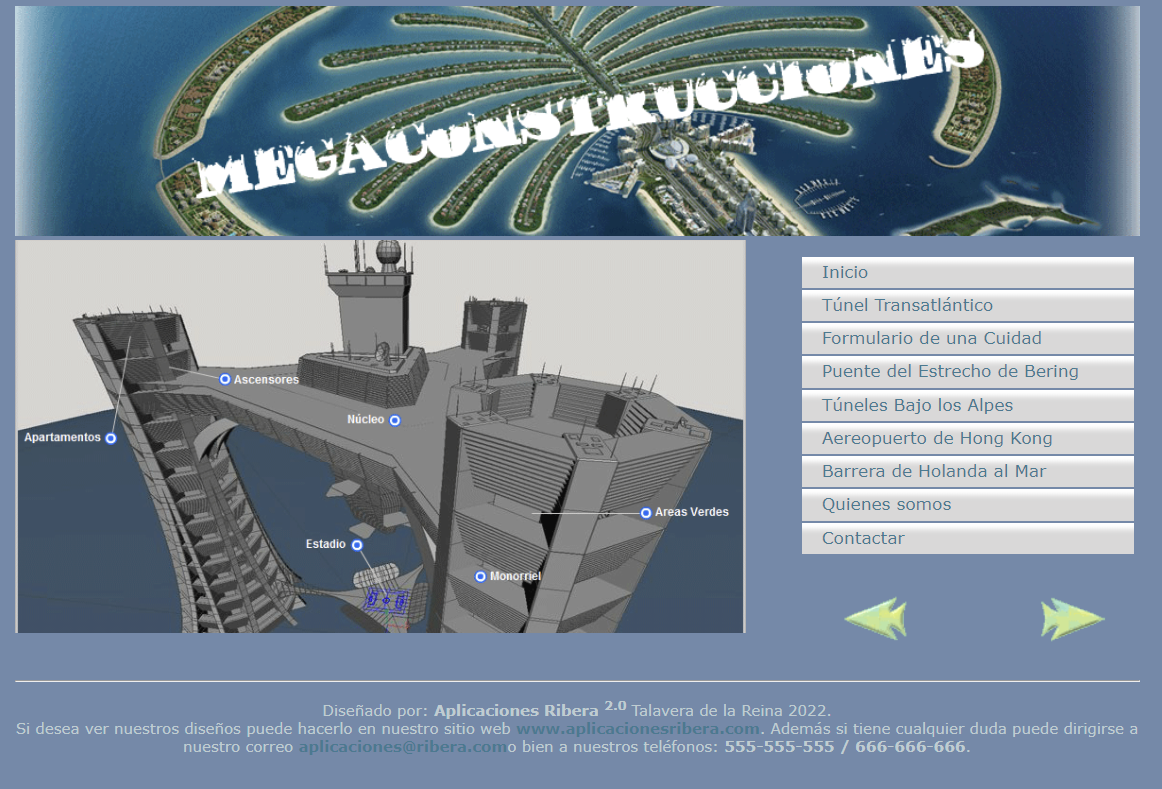 MEGACONSTRUCCIONES
Ascensores
Núcleo
Apartamentos
Areas Verdes
Estadio
Monorriel
Inicio
Túnel Transatlántico
Formulario de una Cuidad
Puente del Estrecho de Bering
Túneles Bajo los Alpes
Aereopuerto de Hong Kong
Barrera de Holanda al Mar
Quienes somos
Contactar
Diseñado por: Aplicaciones Ribera 2.0 Talavera de la Reina 2022.
Si desea ver nuestros diseños puede hacerlo en nuestro sitio web www.aplicacionesribera.com. Además si tiene cualquier duda puede dirigirse a
nuestro correo aplicaciones@ribera.como bien a nuestros teléfonos: 555-555-555 / 666-666-666.